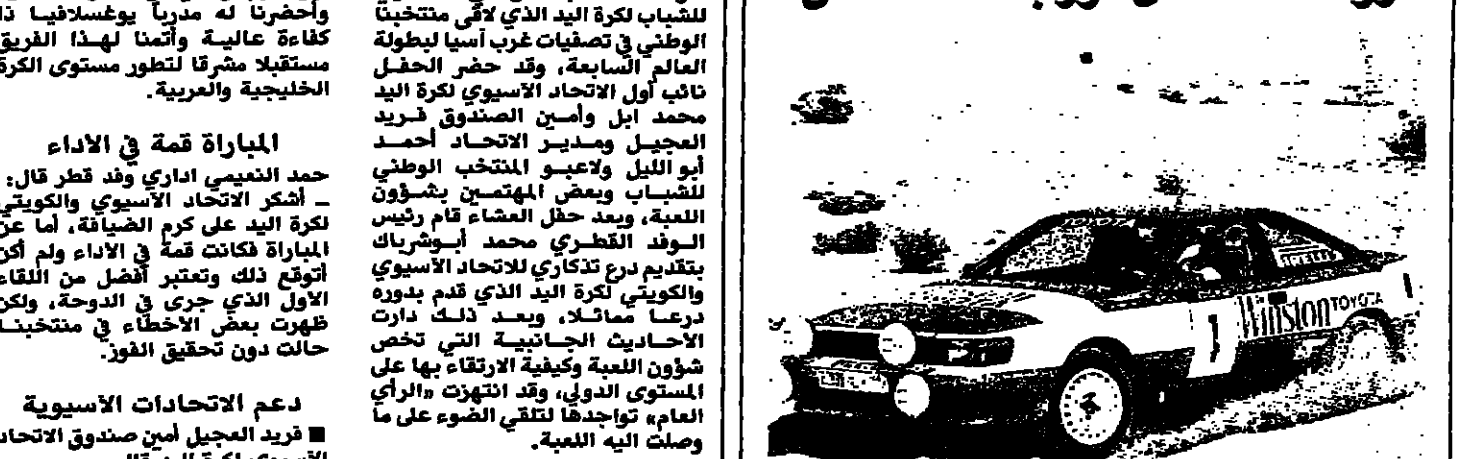 للشباب لكرة اليد الذي لاقى منتخبنا
الوطني في تصفيات غرب آسيا لبطولة
العالم السابعة، وقد حضر الحفل
نائب أول الاتحاد الآسيوي لكرة اليد
محمد ابل وأمين الصندوق فريد
العجيل ومدير الاتحاد أحمد
أبو الليل ولاعبو المنتخب الوطني
للشباب وبعض المهتمين بشؤون
اللعبة، وبعد حفل العشاء قام رئيس
الوفد القطري محمد أبوشرباك
بتقديم درع تذكاري للاتحاد الآسيوي
والكويتي لكرة اليد الذي قدم بدوره
درعا مماثلا، وبعد ذلك دارت
الاحاديث الجانبية التي تخص
شؤون اللعبة وكيفية الارتقاء بها على
المستوى الدولي، وقد انتهزت «الرأي
العام» تواجدها لتلقي الضوء على ما
وصلت اليه اللعبة.
وأحضرنا له مدربا يوغسلافيا ذا
كفاءة عالية وأتمنا لهذا الفريق
مستقبلا مشرقا لتطور مستوى الكرة
الخليجية والعربية.
المباراة قمة في الاداء
حمد النعيمي اداري وفد قطر قال:
ـ أشكر الاتحاد الآسيوي والكويتي
لكرة اليد على كرم الضيافة، أما عن
المباراة فكانت قمة في الاداء ولم أكن
أتوقع ذلك وتعتبر أفضل من اللقاء
الاول الذي جرى في الدوحة، ولكن
ظهرت بعض الاخطاء في منتخبنا
حالت دون تحقيق الفوز.
دعم الاتحادات الآسيوية
■ فريد العجيل أمين صندوق الاتحاد
Winston TOYOTA
1